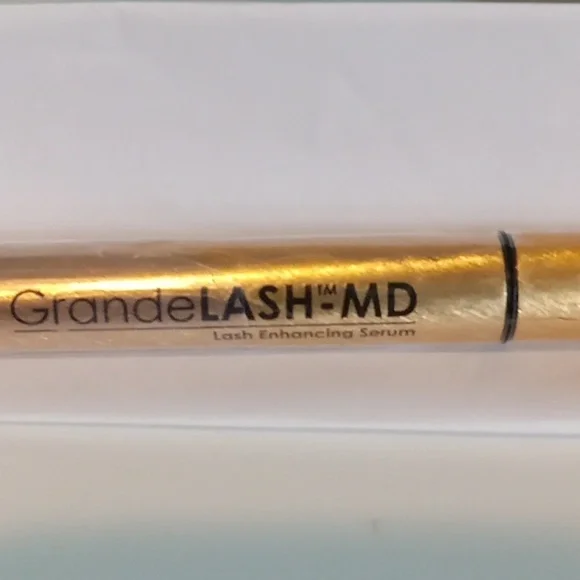 GrandeLASH™-MD
Lash Enhancing Serum